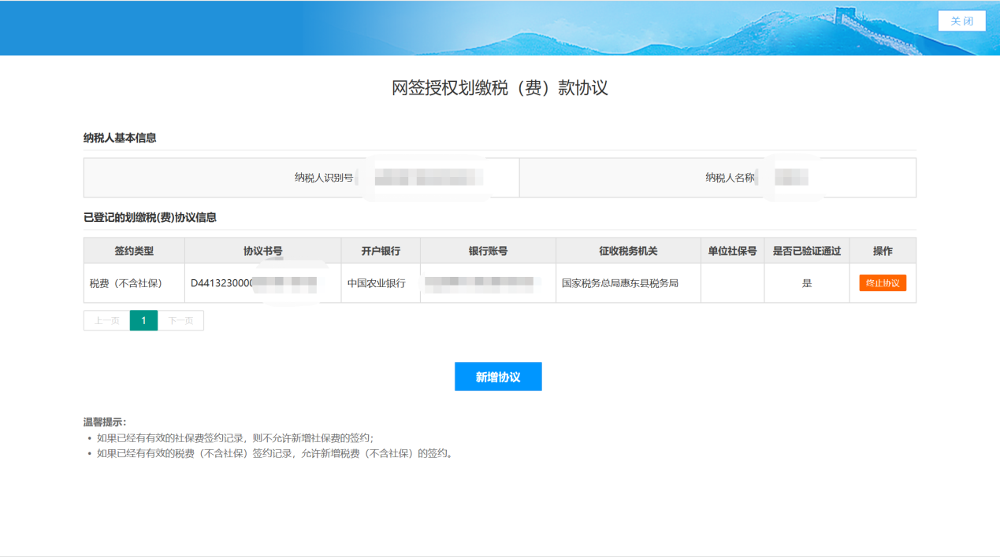 关 闭
网签授权划缴税（费）款协议
纳税人基本信息
纳税人识别号
纳税人名称
已登记的划缴税(费)协议信息
签约类型 协议书号 开户银行 银行账号 征收税务机关 单位社保号 是否已验证通过 操作
税费（不含社保） D441323000 中国农业银行 国家税务总局惠东县税务局 是 终止协议
上一页 1 下一页
新增协议
温馨提示：
• 如果已经有有效的社保费签约记录，则不允许新增社保费的签约；
• 如果已经有有效的税费（不含社保）签约记录，允许新增税费（不含社保）的签约。